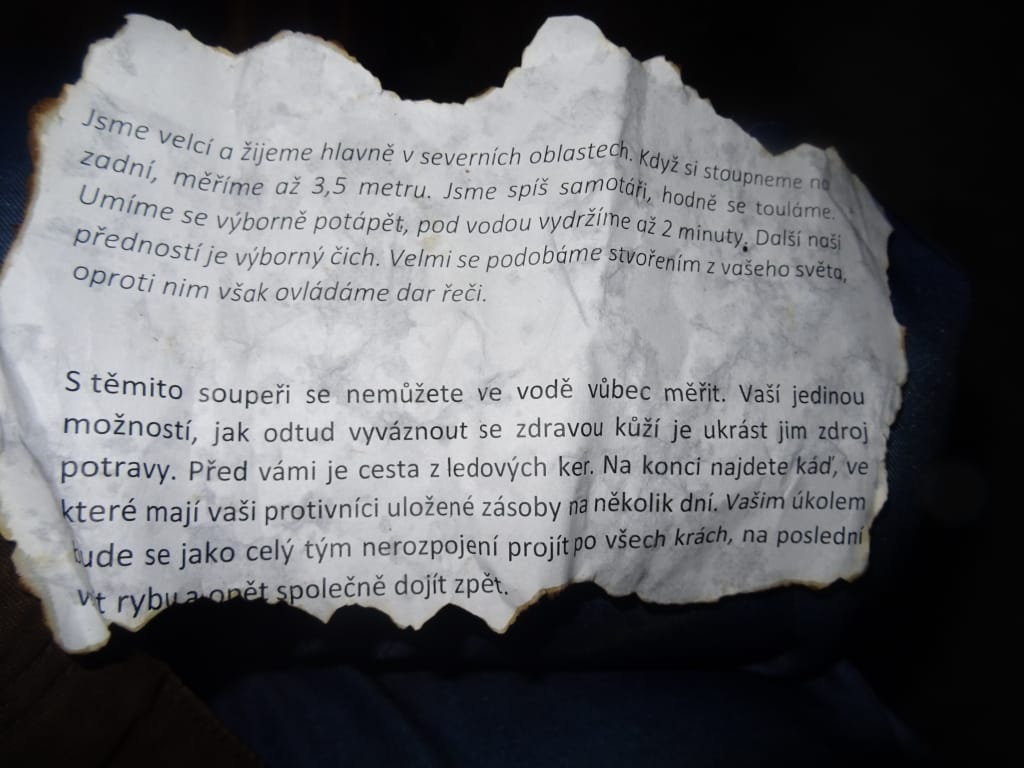 Jsme velcí a žijeme hlavně v severních oblastech. Když si stoupneme na
zadní, měříme až 3,5 metru. Jsme spíš samotáři, hodně se touláme.
Umíme se výborně potápět, pod vodou vydržíme až 2 minuty. Další naší
předností je výborný čich. Velmi se podobáme stvořením z vašeho světa,
oproti nim však ovládáme dar řeči.
S těmito soupeři se nemůžete ve vodě vůbec měřit. Vaší jedinou
možností, jak odtud vyváznout se zdravou kůží je ukrást jim zdroj
potravy. Před vámi je cesta z ledových ker. Na konci najdete káď, ve
které mají vaši protivníci uložené zásoby na několik dní. Vašim úkolem
bude se jako celý tým nerozpojení projít po všech krách, na poslední
rybu a opět společně dojít zpět.